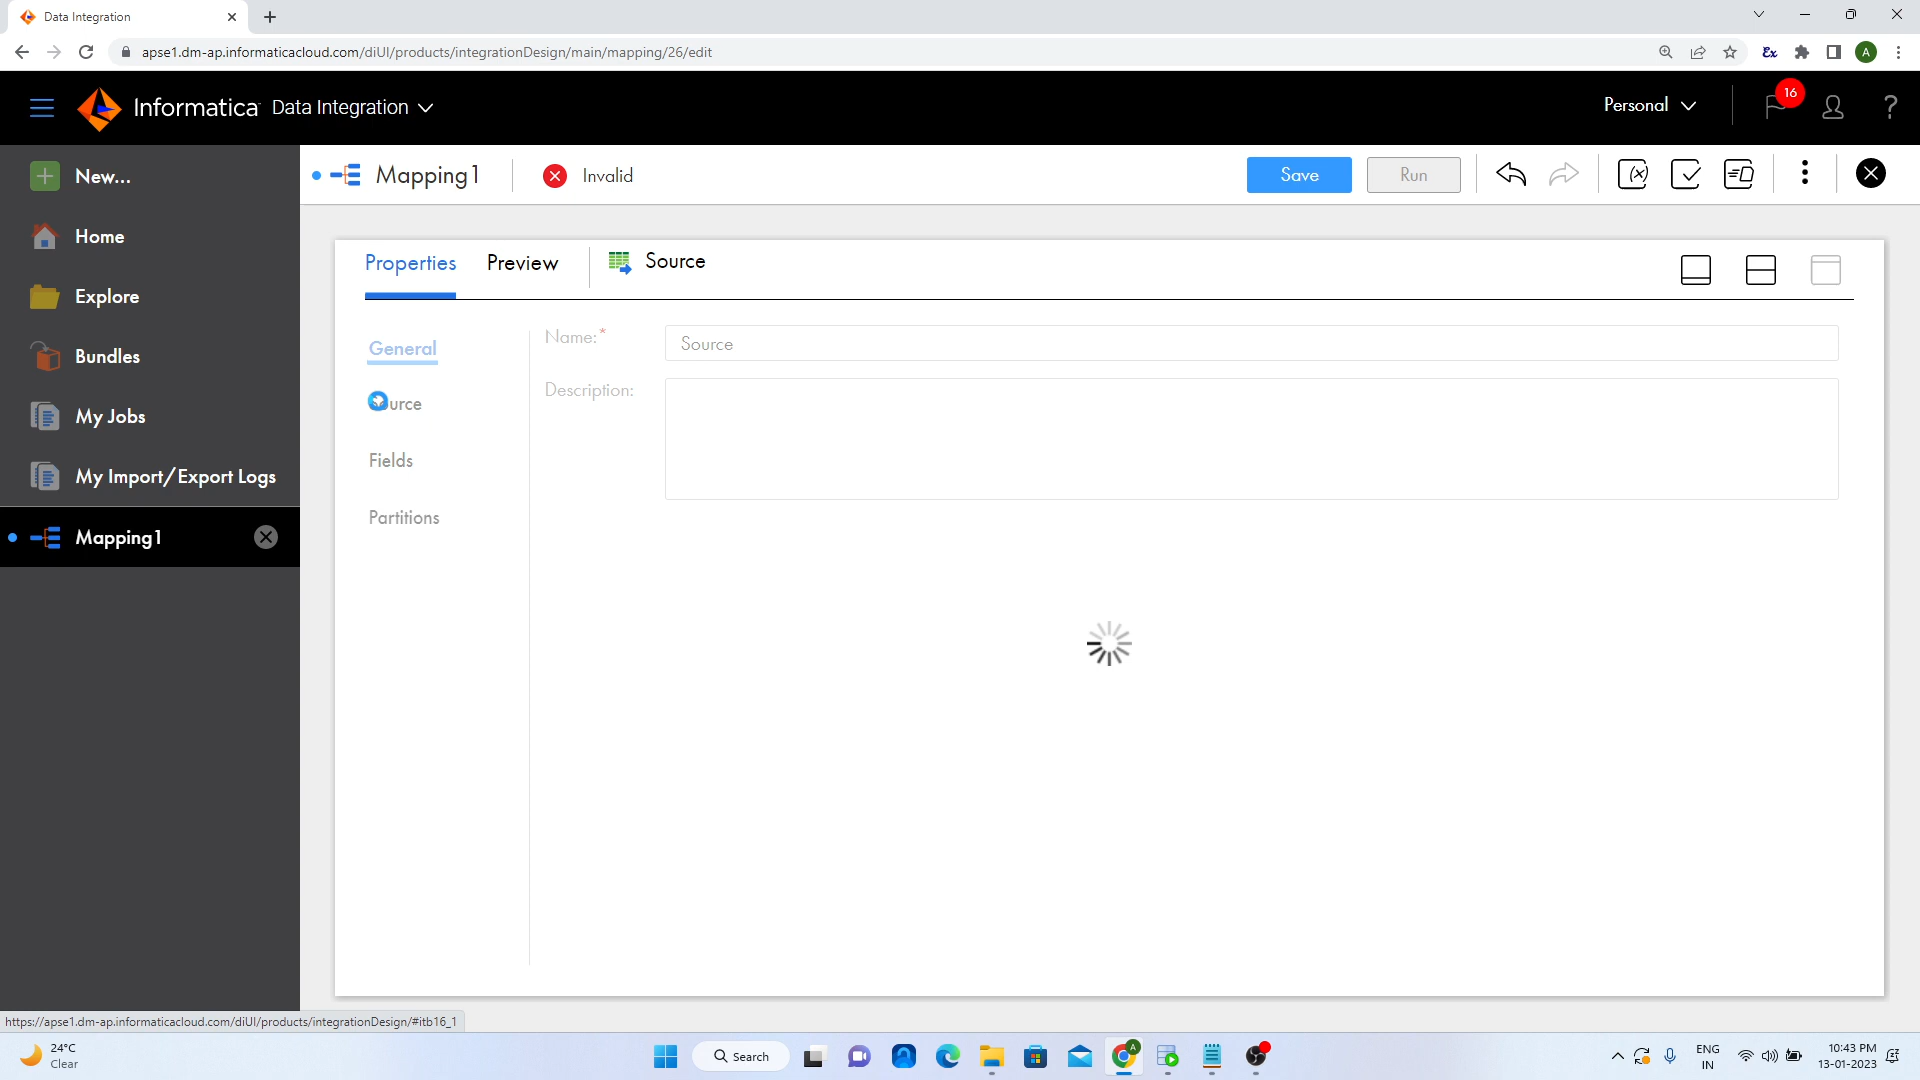 Data Integration
apse1.dm-ap.informaticacloud.com/diUI/products/integrationDesign/main/mapping/26/edit
Ex
A
Informatica Data Integration
Personal
16
?
New...
Home
Explore
Bundles
My Jobs
My Import/Export Logs
Mapping1
Mapping1
Invalid
Save
Run
(x)
Properties
Preview
Source
General
Source
Fields
Partitions
Name:*
Source
Description:
https://apse1.dm-ap.informaticacloud.com/diUI/products/integrationDesign/#itb16_1
24°C
Clear
Search
A
ENG
IN
10:43 PM
13-01-2023